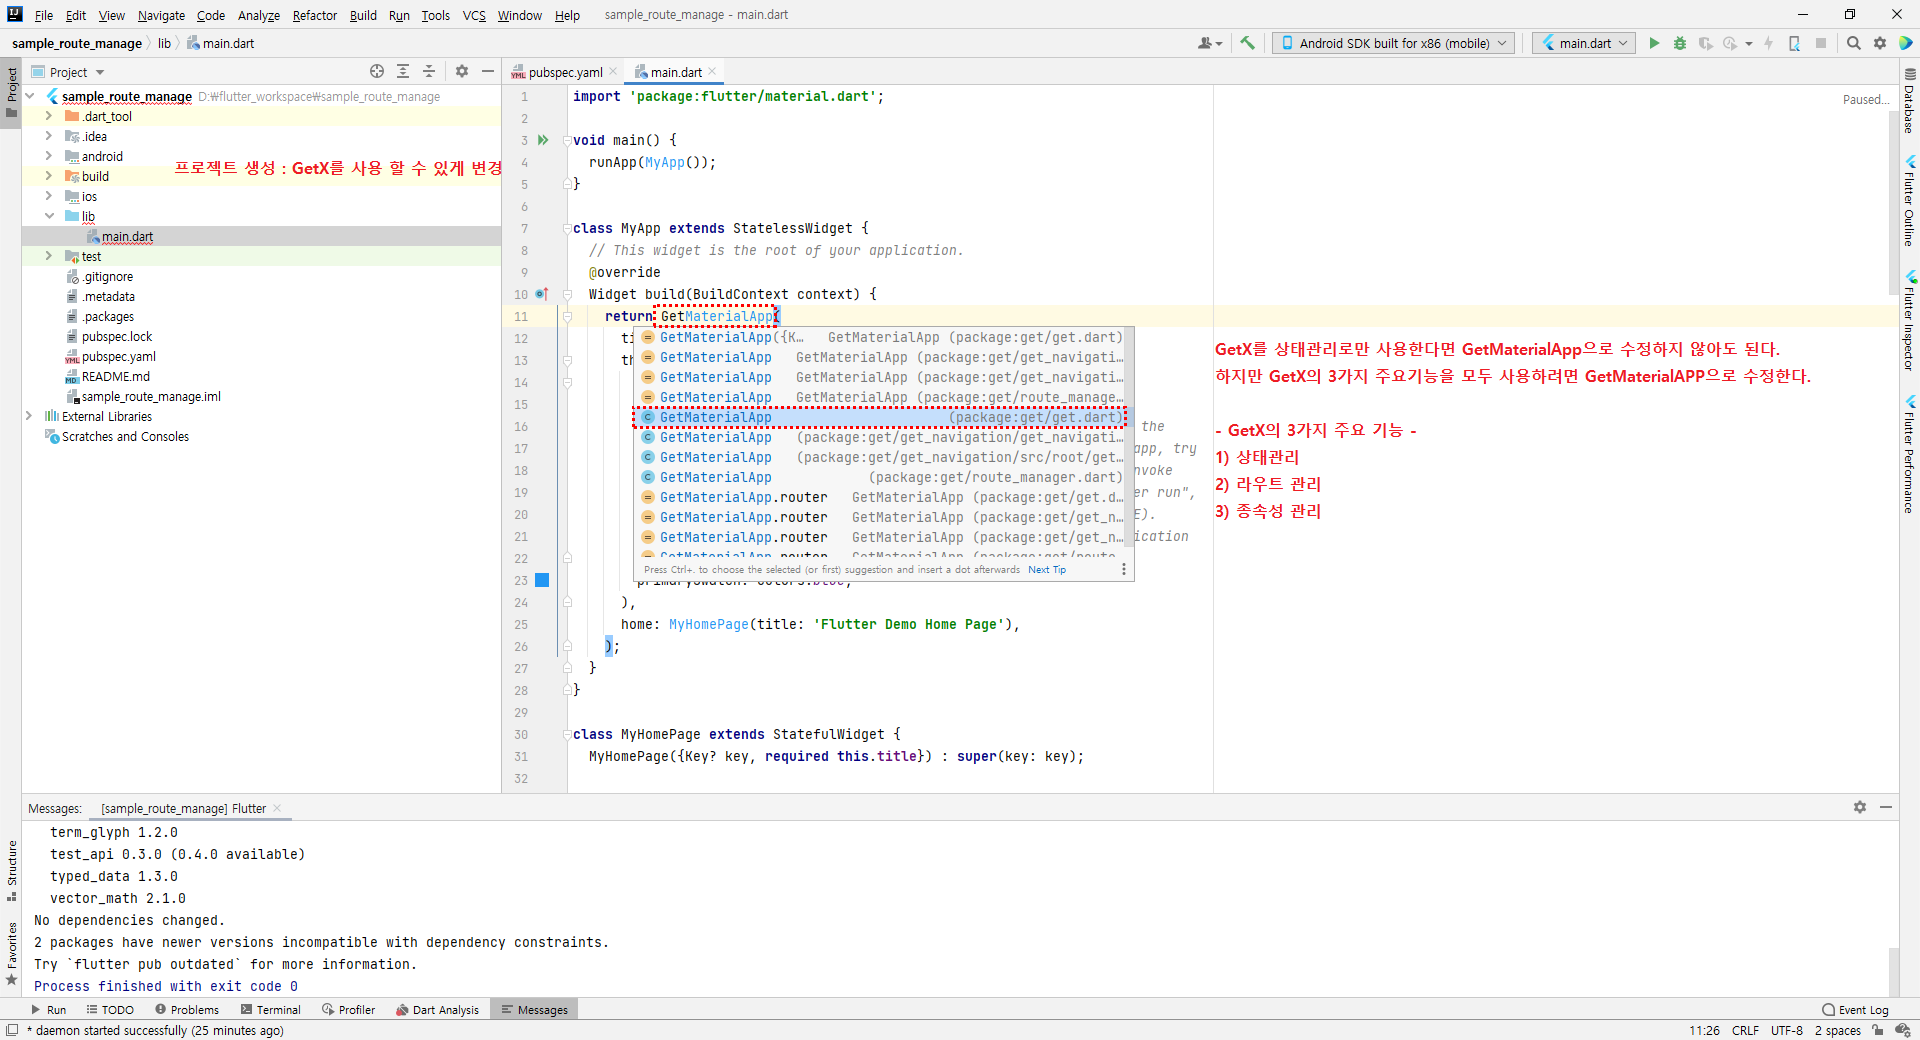 File Edit View Navigate Code Analyze Refactor Build Run Tools VCS Window Help sample_route_manage - main.dart
sample_route_manage lib main.dart
Android SDK built for x86 (mobile) main.dart
Project
pubspec.yaml main.dart
sample_route_manage D:₩flutter_workspace₩sample_route_manage
.dart_tool
.idea
android
build
ios
lib
main.dart
test
.gitignore
.metadata
.packages
pubspec.lock
pubspec.yaml
README.md
sample_route_manage.iml
External Libraries
Scratches and Consoles
프로젝트 생성 : GetX를 사용 할 수 있게 변경
Paused...
1 import 'package:flutter/material.dart';
2
3 void main() {
4 runApp(MyApp());
5 }
6
7 class MyApp extends StatelessWidget {
8 // This widget is the root of your application.
9 @override
10 Widget build(BuildContext context) {
11 return GetMaterialApp(
12 ti
13 th
14
15
16 the
17 app, try
18 nvoke
19 er run",
20 E).
21 ication
22
23 primarySwatch: Colors.blue,
24 ),
25 home: MyHomePage(title: 'Flutter Demo Home Page'),
26 );
27 }
28 }
29
30 class MyHomePage extends StatefulWidget {
31 MyHomePage({Key? key, required this.title}) : super(key: key);
32
GetMaterialApp({K… GetMaterialApp (package:get/get.dart)
GetMaterialApp GetMaterialApp (package:get/get_navigati…
GetMaterialApp GetMaterialApp (package:get/get_navigati…
GetMaterialApp GetMaterialApp (package:get/route_manage…
GetMaterialApp (package:get/get.dart)
GetMaterialApp (package:get/get_navigation/get_navigati…
GetMaterialApp (package:get/get_navigation/src/root/get…
GetMaterialApp (package:get/route_manager.dart)
GetMaterialApp.router GetMaterialApp (package:get/get.d…
GetMaterialApp.router GetMaterialApp (package:get/get_n…
GetMaterialApp.router GetMaterialApp (package:get/get_n…
GetMaterialApp.router GetMaterialApp (package:get/route…
Press Ctrl+. to choose the selected (or first) suggestion and insert a dot afterwards Next Tip
GetX를 상태관리로만 사용한다면 GetMaterialApp으로 수정하지 않아도 된다.
하지만 GetX의 3가지 주요기능을 모두 사용하려면 GetMaterialAPP으로 수정한다.
- GetX의 3가지 주요 기능 -
1) 상태관리
2) 라우트 관리
3) 종속성 관리
Project
Structure
Favorites
Database
Flutter Outline
Flutter Inspector
Flutter Performance
Messages: [sample_route_manage] Flutter
term_glyph 1.2.0
test_api 0.3.0 (0.4.0 available)
typed_data 1.3.0
vector_math 2.1.0
No dependencies changed.
2 packages have newer versions incompatible with dependency constraints.
Try `flutter pub outdated` for more information.
Process finished with exit code 0
Run TODO Problems Terminal Profiler Dart Analysis Messages Event Log
* daemon started successfully (25 minutes ago) 11:26 CRLF UTF-8 2 spaces